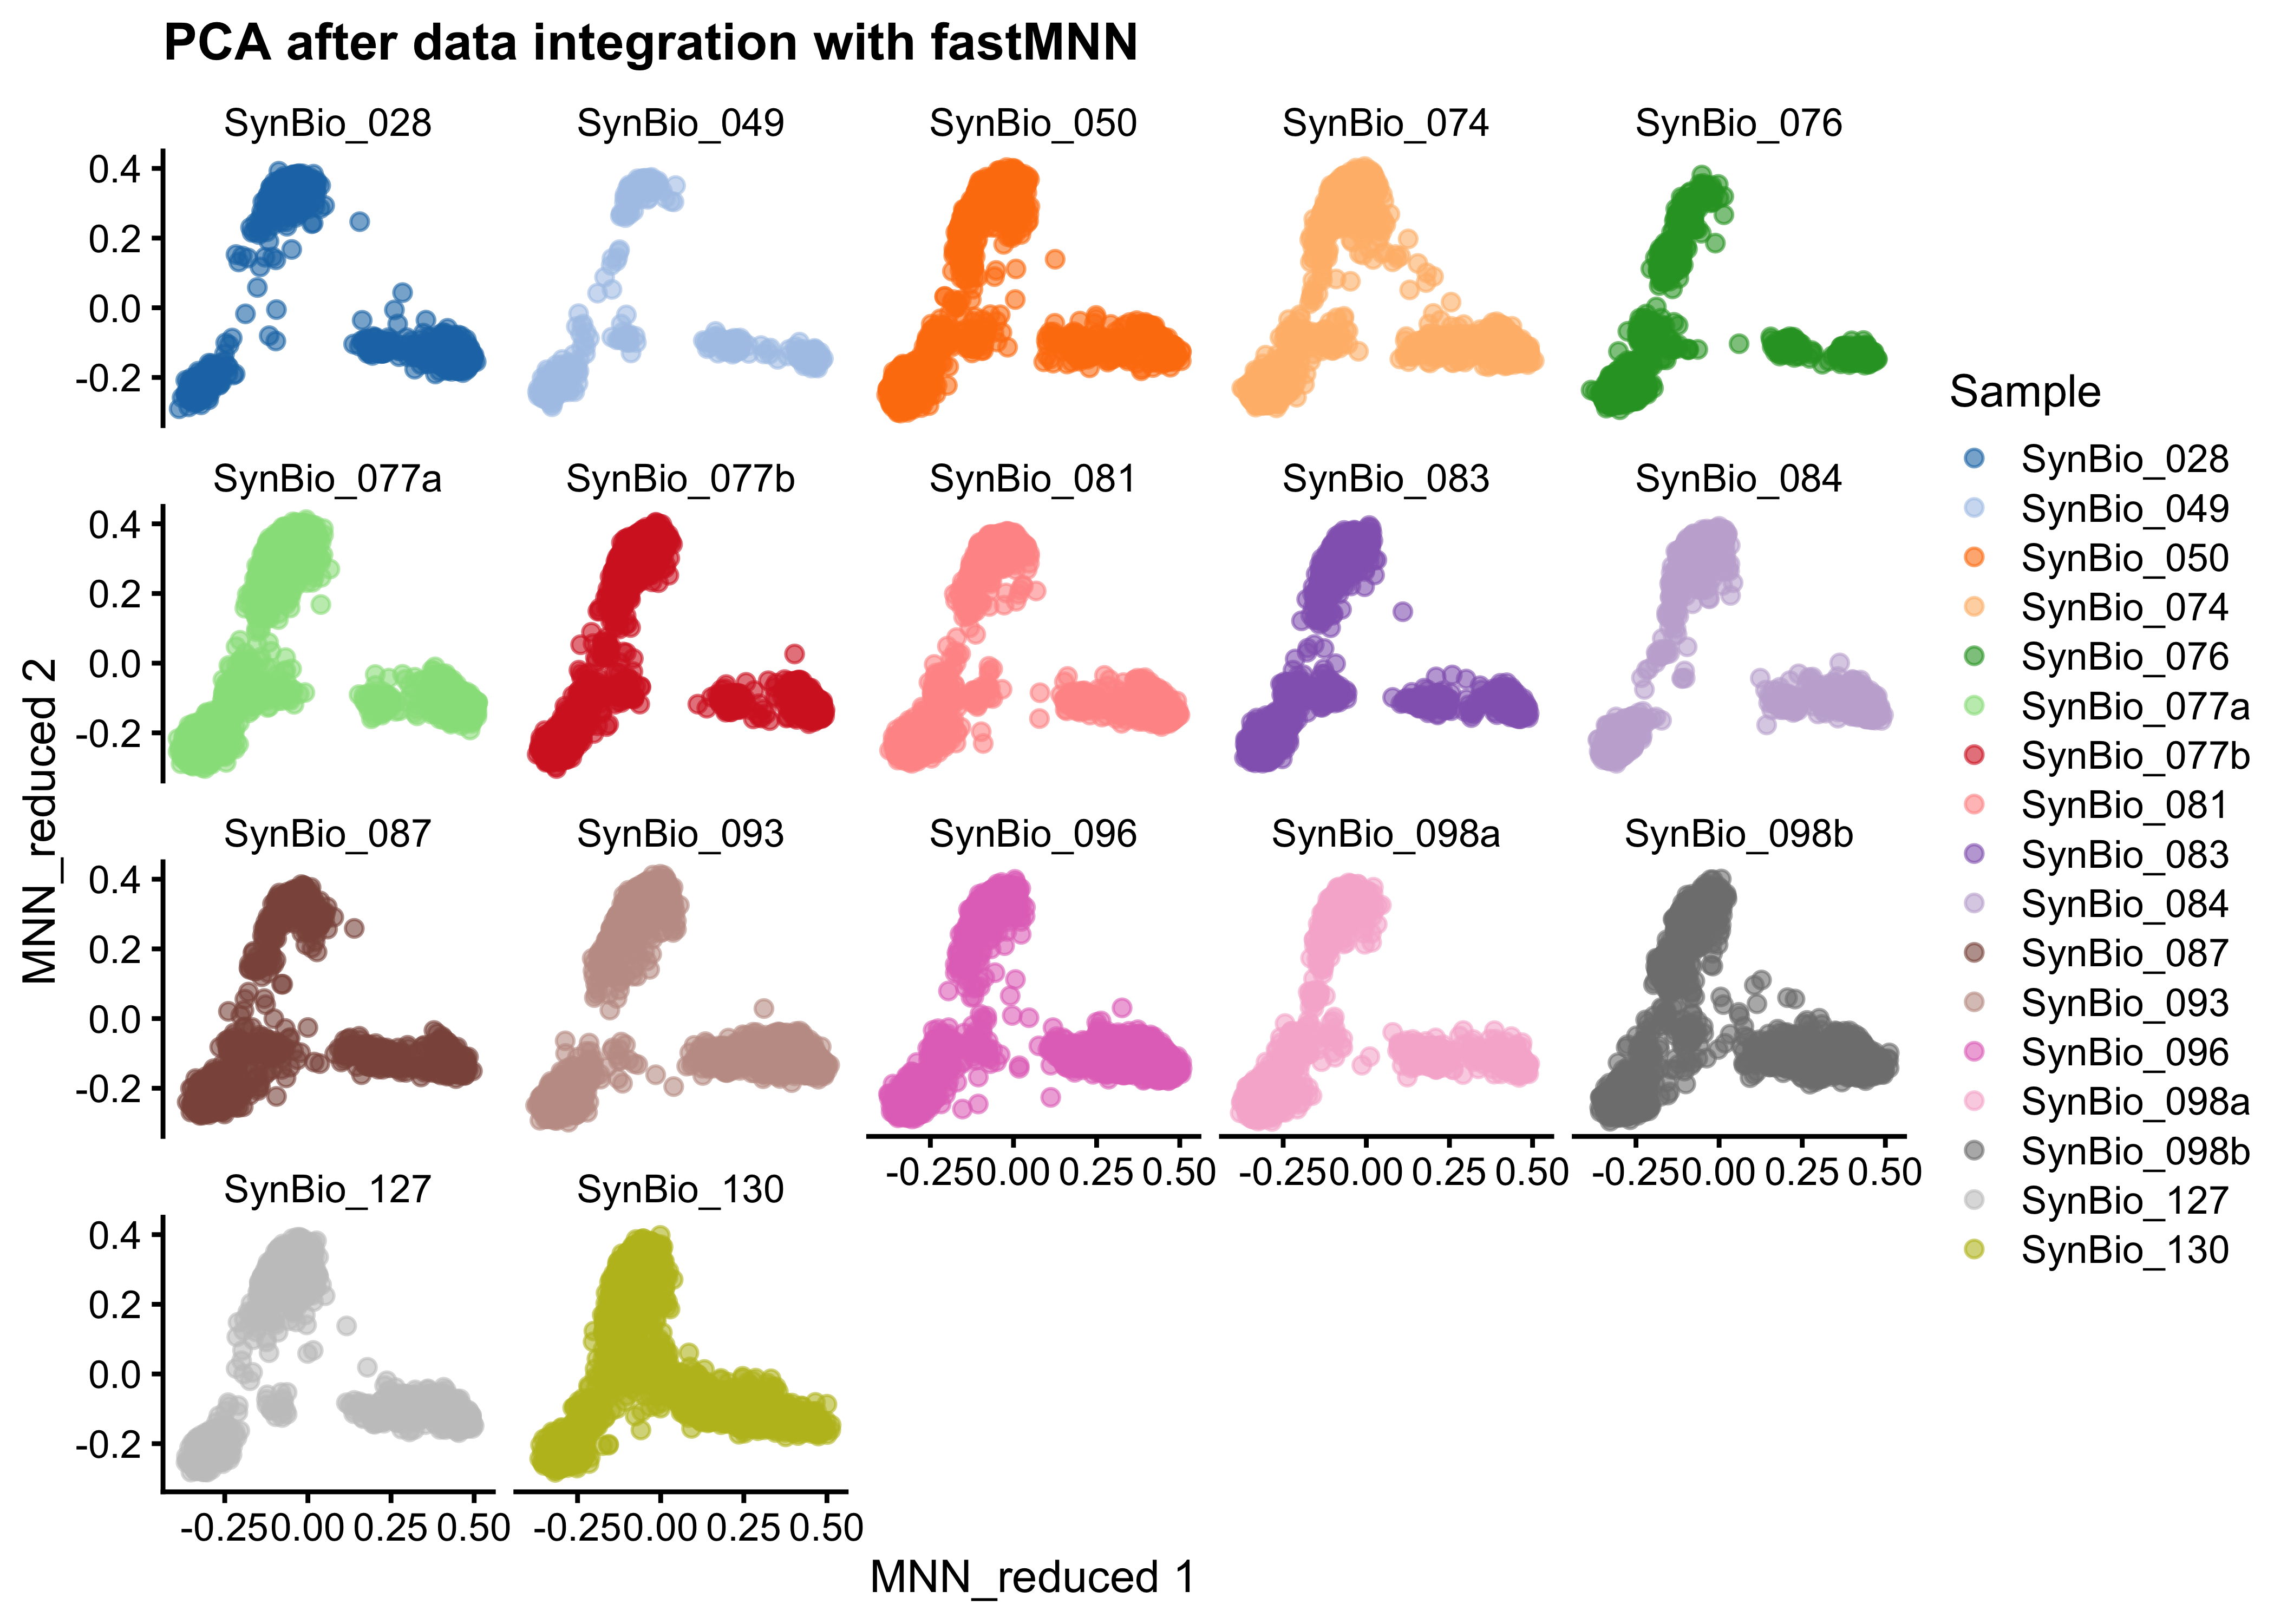 PCA after data integration with fastMNN
SynBio_028 SynBio_049 SynBio_050 SynBio_074 SynBio_076
0.4
0.2
0.0
-0.2
SynBio_077a SynBio_077b SynBio_081 SynBio_083 SynBio_084
0.4
0.2
0.0
-0.2
SynBio_087 SynBio_093 SynBio_096 SynBio_098a SynBio_098b
0.4
0.2
0.0
-0.2
-0.25 0.00 0.25 0.50 -0.25 0.00 0.25 0.50 -0.25 0.00 0.25 0.50
SynBio_127 SynBio_130
0.4
0.2
0.0
-0.2
-0.25 0.00 0.25 0.50 -0.25 0.00 0.25 0.50
MNN_reduced 1
MNN_reduced 2
Sample
SynBio_028
SynBio_049
SynBio_050
SynBio_074
SynBio_076
SynBio_077a
SynBio_077b
SynBio_081
SynBio_083
SynBio_084
SynBio_087
SynBio_093
SynBio_096
SynBio_098a
SynBio_098b
SynBio_127
SynBio_130